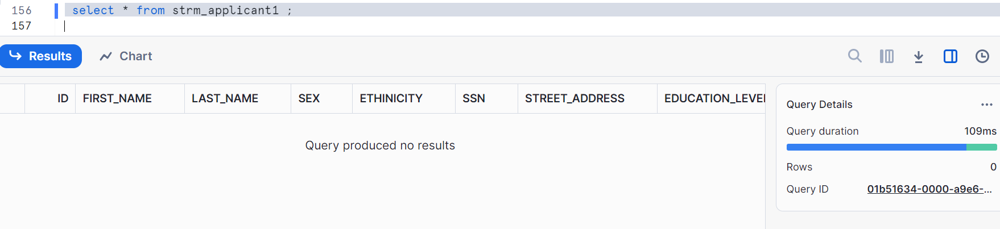 156 select * from strm_applicant1 ;
157
Results Chart
ID FIRST_NAME LAST_NAME SEX ETHINICITY SSN STREET_ADDRESS EDUCATION_LEVEL
Query produced no results
Query Details ...
Query duration 109ms
Rows 0
Query ID 01b51634-0000-a9e6-...